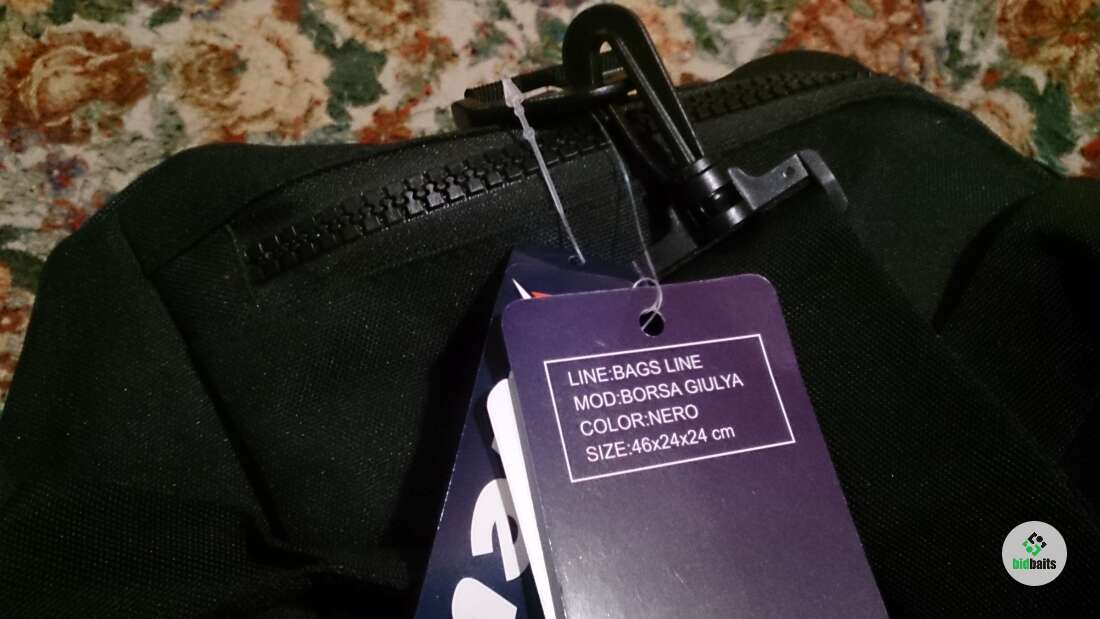 LINE:BAGS LINE
MOD:BORSA GIULYA
COLOR:NERO
SIZE:46x24x24 cm
bidbaits